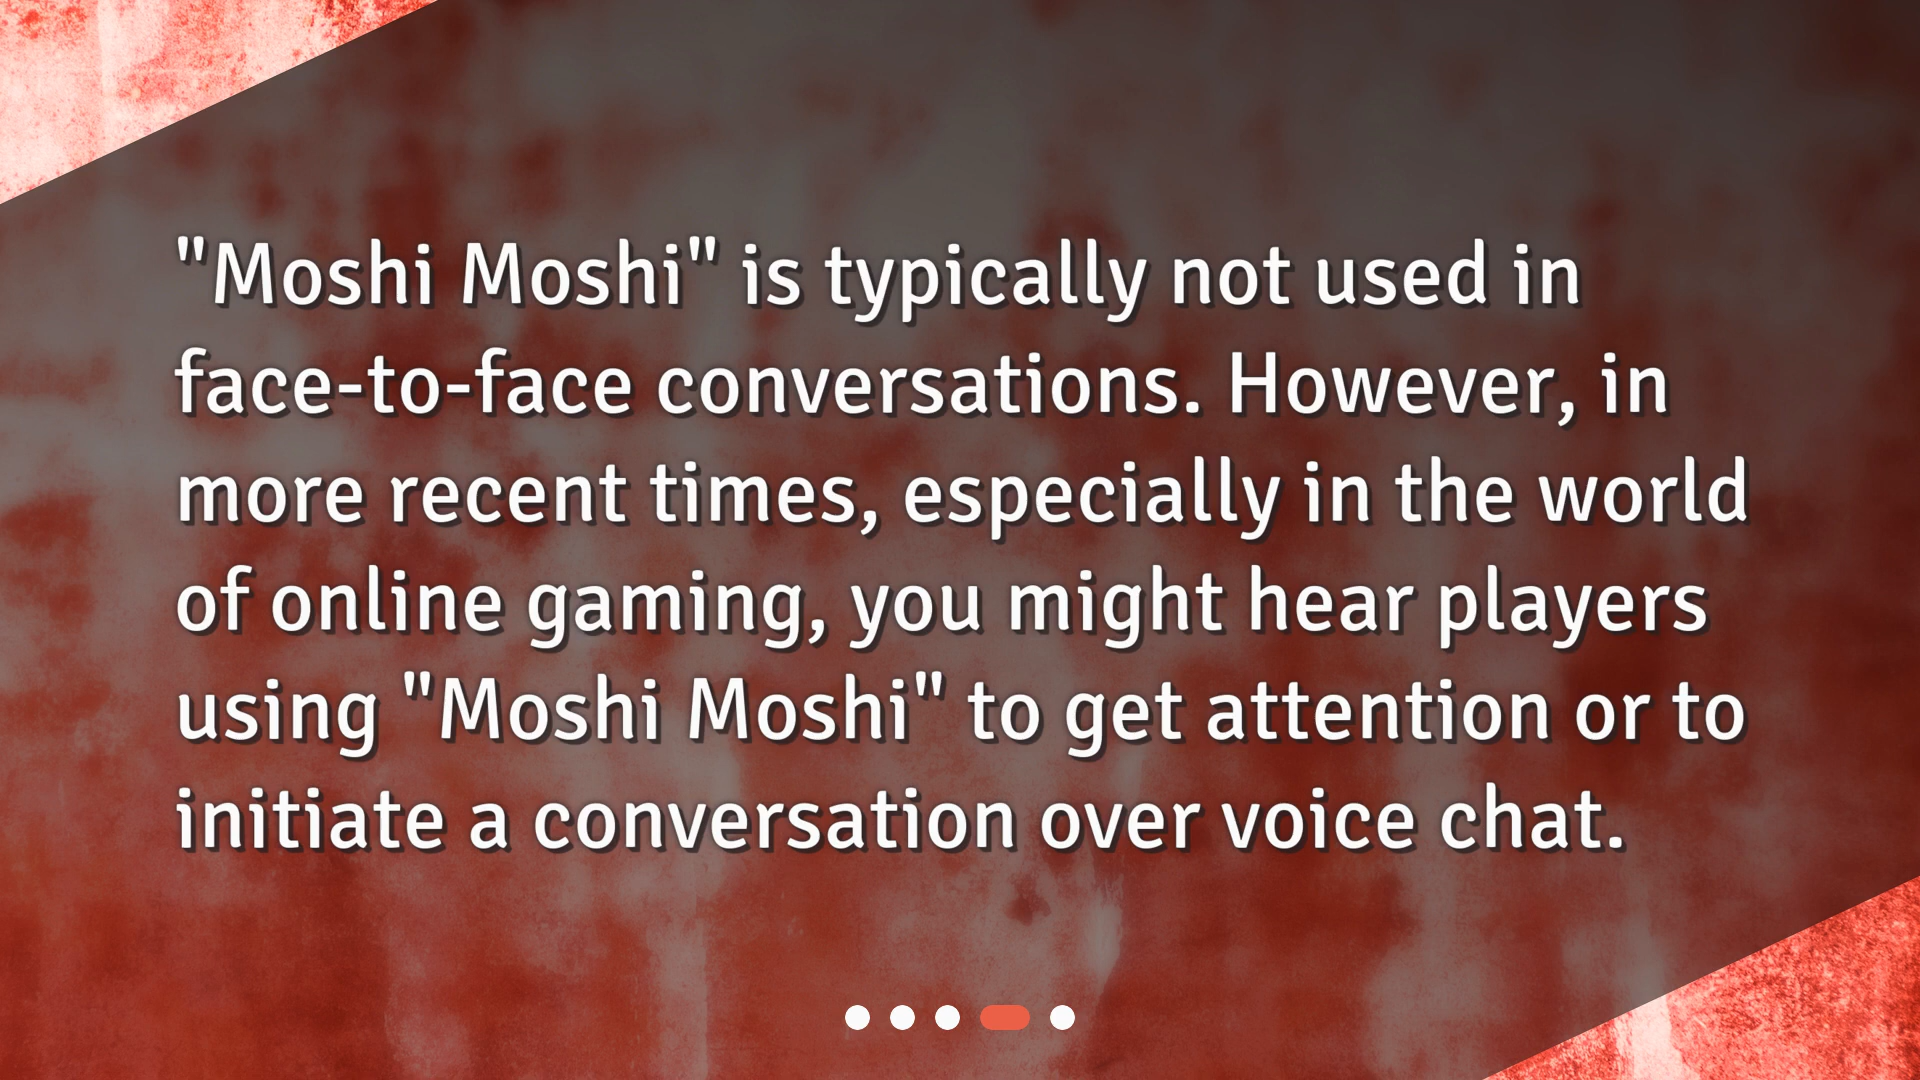 "Moshi Moshi" is typically not used in
face-to-face conversations. However, in
more recent times, especially in the world
of online gaming, you might hear players
using "Moshi Moshi" to get attention or to
initiate a conversation over voice chat.